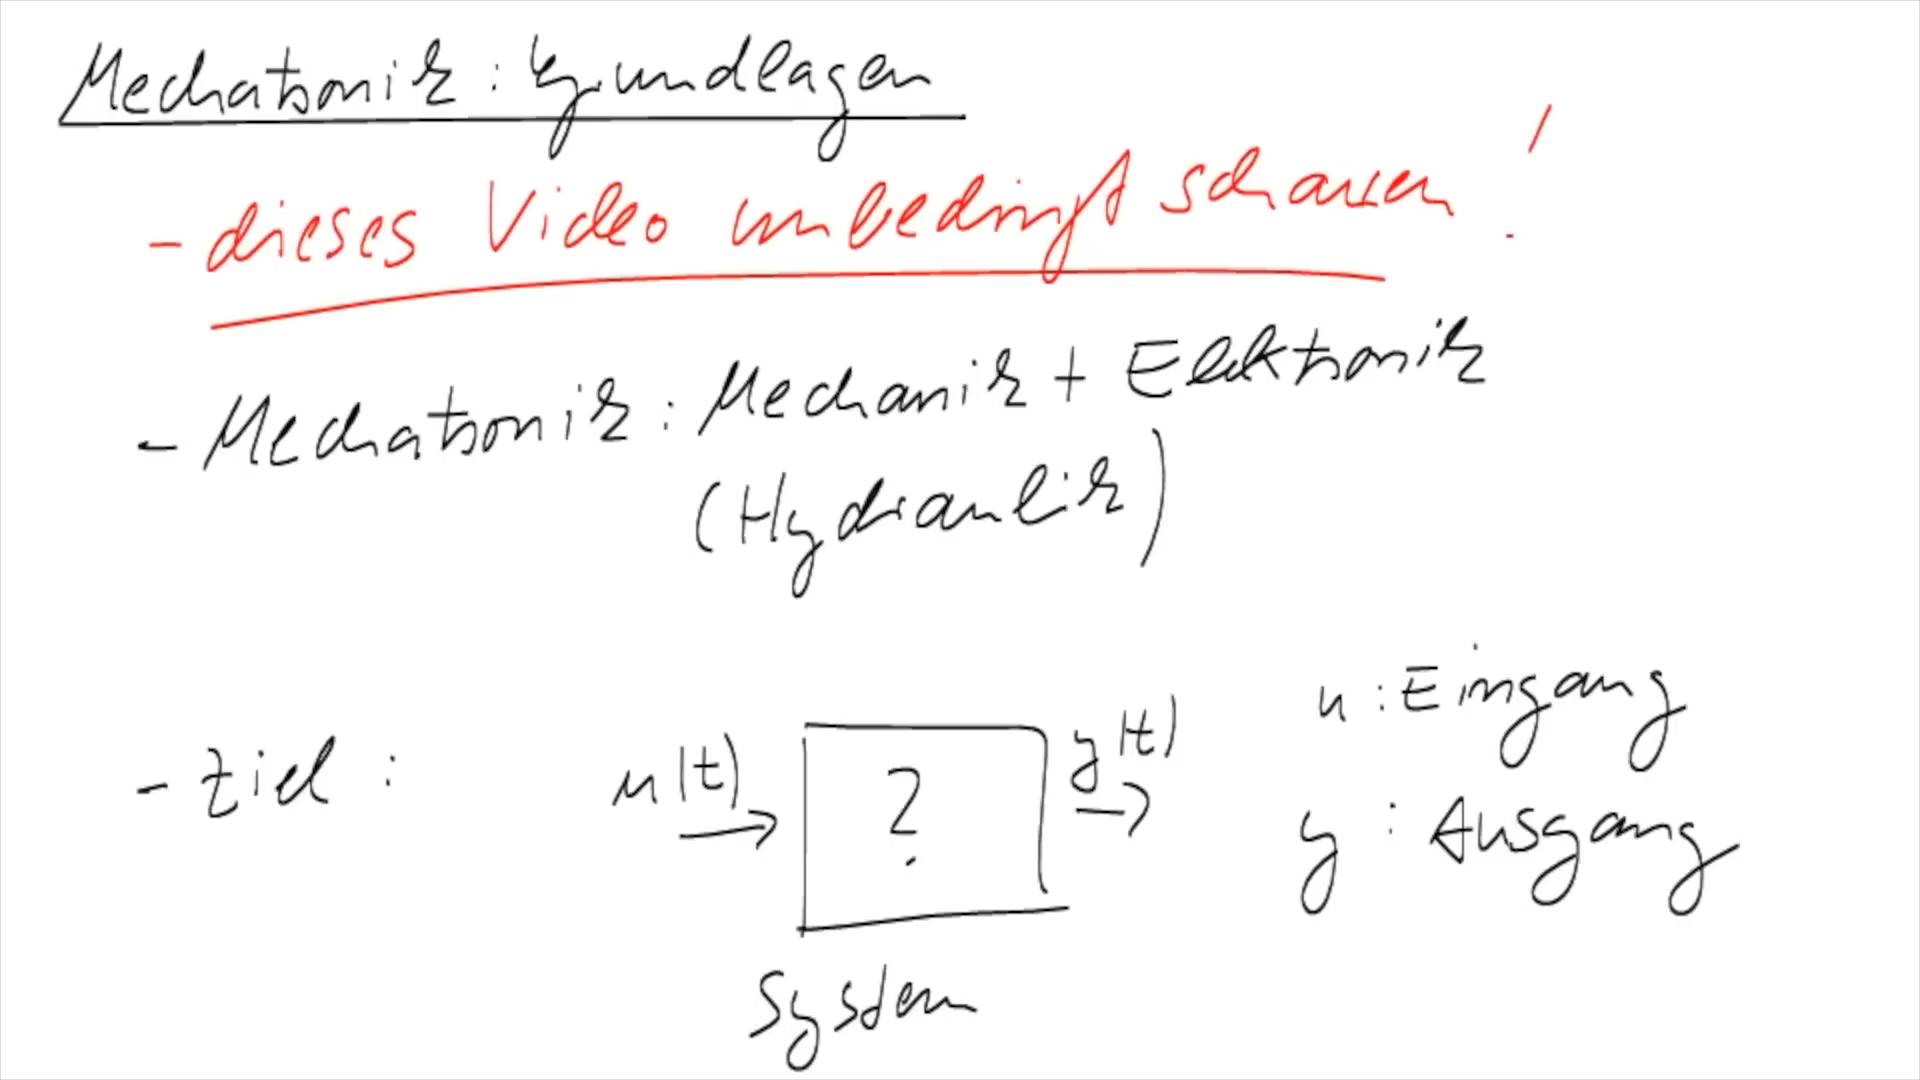 Mechatronik: Grundlagen
- dieses Video unbedingt schauen!
- Mechatronik: Mechanik + Elektronik
(Hydraulik)
- Ziel: u(t) → ? y(t) → u: Eingang
y: Ausgang
System